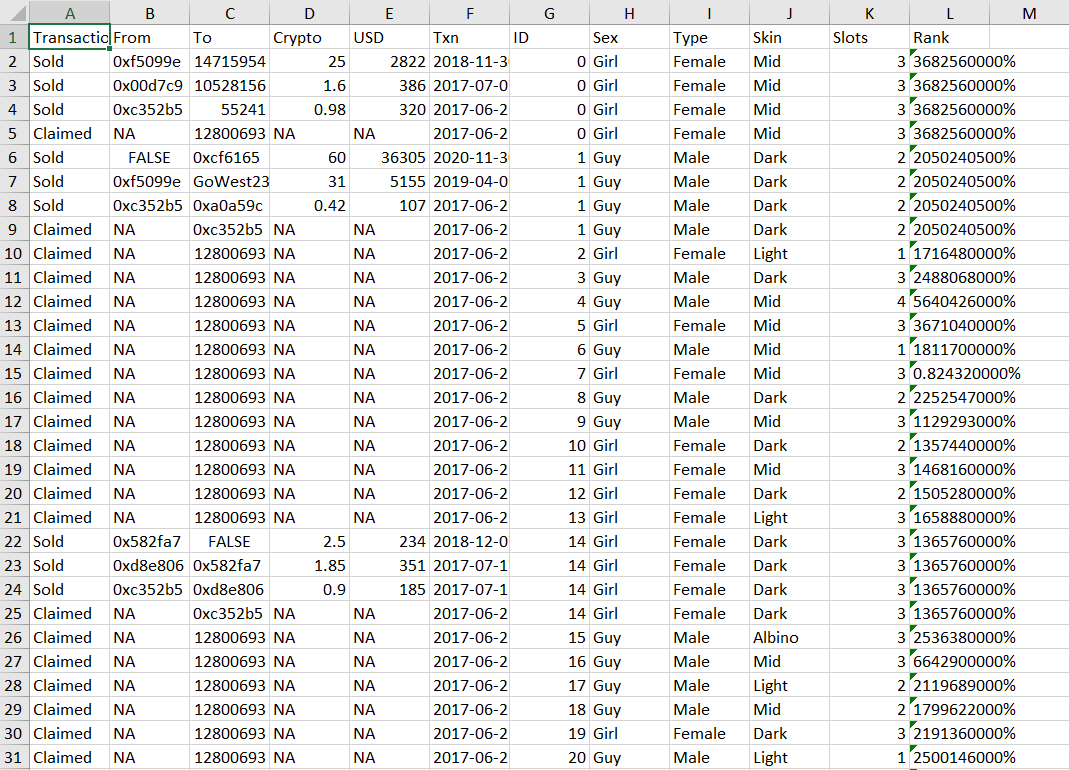 A B C D E F G H I J K L M
1 Transactio From To Crypto USD Txn ID Sex Type Skin Slots Rank
2 Sold 0xf5099e 14715954 25 2822 2018-11-3 0 Girl Female Mid 3 3682560000%
3 Sold 0x00d7c9 10528156 1.6 386 2017-07-0 0 Girl Female Mid 3 3682560000%
4 Sold 0xc352b5 55241 0.98 320 2017-06-2 0 Girl Female Mid 3 3682560000%
5 Claimed NA 12800693 NA NA 2017-06-2 0 Girl Female Mid 3 3682560000%
6 Sold FALSE 0xcf6165 60 36305 2020-11-3 1 Guy Male Dark 2 2050240500%
7 Sold 0xf5099e GoWest23 31 5155 2019-04-0 1 Guy Male Dark 2 2050240500%
8 Sold 0xc352b5 0xa0a59c 0.42 107 2017-06-2 1 Guy Male Dark 2 2050240500%
9 Claimed NA 0xc352b5 NA NA 2017-06-2 1 Guy Male Dark 2 2050240500%
10 Claimed NA 12800693 NA NA 2017-06-2 2 Girl Female Light 1 1716480000%
11 Claimed NA 12800693 NA NA 2017-06-2 3 Guy Male Dark 3 2488068000%
12 Claimed NA 12800693 NA NA 2017-06-2 4 Guy Male Mid 4 5640426000%
13 Claimed NA 12800693 NA NA 2017-06-2 5 Girl Female Mid 3 3671040000%
14 Claimed NA 12800693 NA NA 2017-06-2 6 Guy Male Mid 1 1811700000%
15 Claimed NA 12800693 NA NA 2017-06-2 7 Girl Female Mid 3 0.824320000%
16 Claimed NA 12800693 NA NA 2017-06-2 8 Guy Male Dark 2 2252547000%
17 Claimed NA 12800693 NA NA 2017-06-2 9 Guy Male Mid 3 1129293000%
18 Claimed NA 12800693 NA NA 2017-06-2 10 Girl Female Dark 2 1357440000%
19 Claimed NA 12800693 NA NA 2017-06-2 11 Girl Female Mid 3 1468160000%
20 Claimed NA 12800693 NA NA 2017-06-2 12 Girl Female Dark 2 1505280000%
21 Claimed NA 12800693 NA NA 2017-06-2 13 Girl Female Light 3 1658880000%
22 Sold 0x582fa7 FALSE 2.5 234 2018-12-0 14 Girl Female Dark 3 1365760000%
23 Sold 0xd8e806 0x582fa7 1.85 351 2017-07-1 14 Girl Female Dark 3 1365760000%
24 Sold 0xc352b5 0xd8e806 0.9 185 2017-07-1 14 Girl Female Dark 3 1365760000%
25 Claimed NA 0xc352b5 NA NA 2017-06-2 14 Girl Female Dark 3 1365760000%
26 Claimed NA 12800693 NA NA 2017-06-2 15 Guy Male Albino 3 2536380000%
27 Claimed NA 12800693 NA NA 2017-06-2 16 Guy Male Mid 3 6642900000%
28 Claimed NA 12800693 NA NA 2017-06-2 17 Guy Male Light 2 2119689000%
29 Claimed NA 12800693 NA NA 2017-06-2 18 Guy Male Mid 2 1799622000%
30 Claimed NA 12800693 NA NA 2017-06-2 19 Girl Female Dark 3 2191360000%
31 Claimed NA 12800693 NA NA 2017-06-2 20 Guy Male Light 1 2500146000%